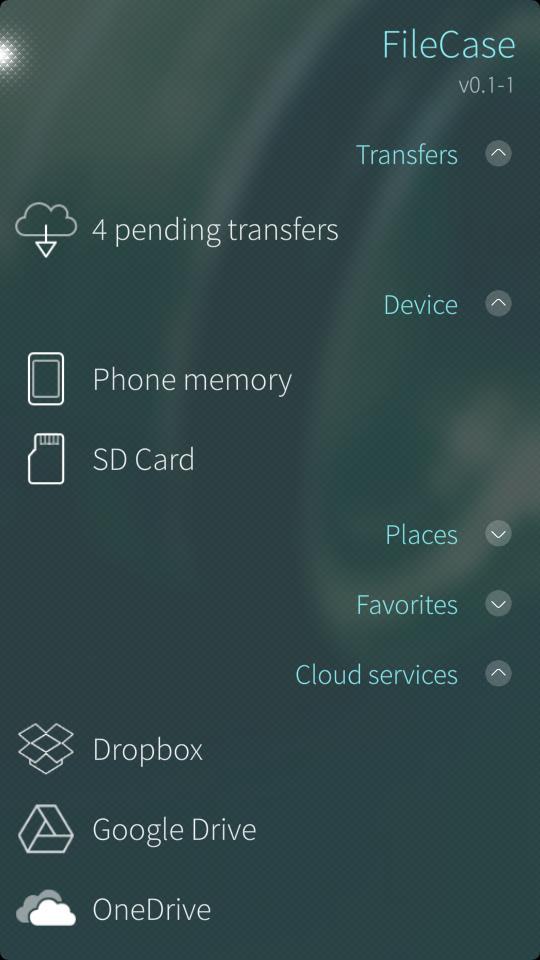 FileCase
v0.1-1
Transfers
4 pending transfers
Device
Phone memory
SD Card
Places
Favorites
Cloud services
Dropbox
Google Drive
OneDrive